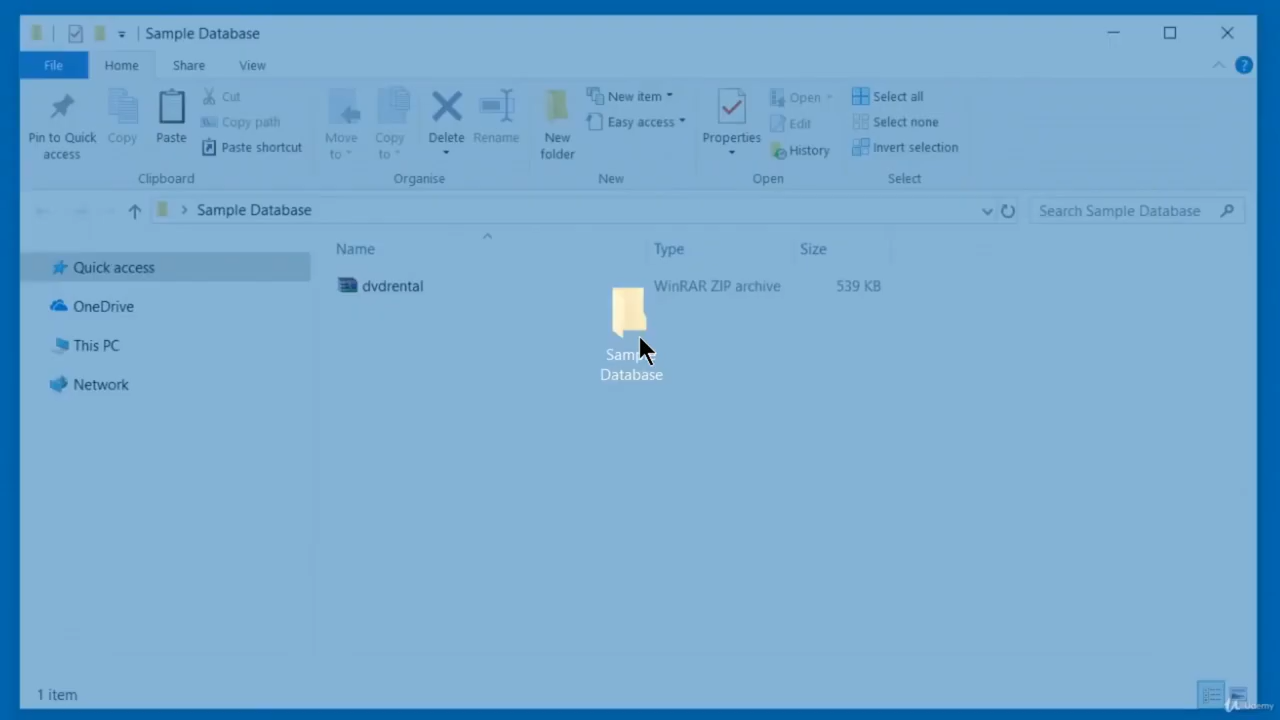 Sample Database
File
Home
Share
View
Pin to Quick access
Copy
Paste
Cut
Copy path
Paste shortcut
Clipboard
Move to
Copy to
Delete
Rename
Organise
New folder
New item
Easy access
New
Properties
Open
Edit
History
Open
Select all
Select none
Invert selection
Select
Sample Database
Search Sample Database
Quick access
OneDrive
This PC
Network
Name
Type
Size
dvdrental
WinRAR ZIP archive
539 KB
Sample
Database
1 item
Udemy